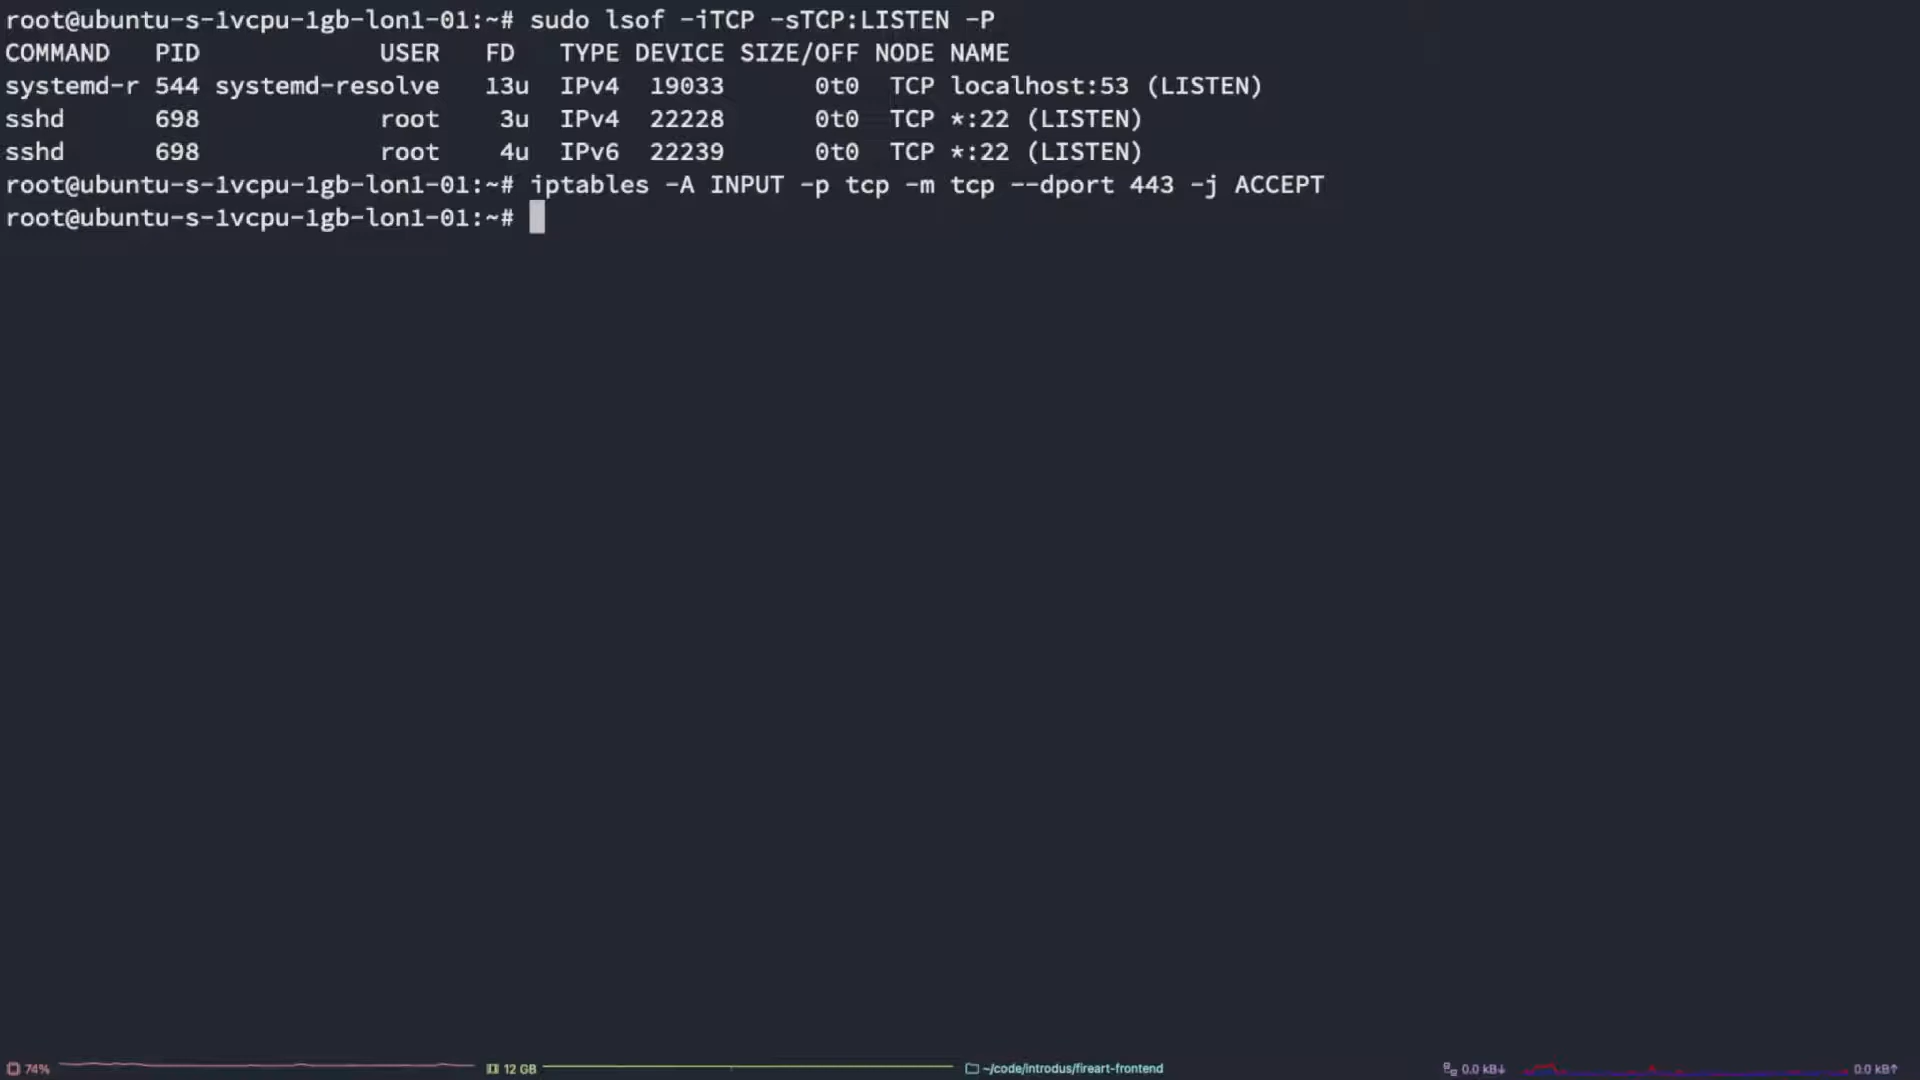 root@ubuntu-s-1vcpu-1gb-lon1-01:~# sudo lsof -iTCP -sTCP:LISTEN -P
COMMAND   PID            USER   FD   TYPE DEVICE SIZE/OFF NODE NAME
systemd-r 544 systemd-resolve   13u  IPv4  19033      0t0  TCP localhost:53 (LISTEN)
sshd      698            root    3u  IPv4  22228      0t0  TCP *:22 (LISTEN)
sshd      698            root    4u  IPv6  22239      0t0  TCP *:22 (LISTEN)
root@ubuntu-s-1vcpu-1gb-lon1-01:~# iptables -A INPUT -p tcp -m tcp --dport 443 -j ACCEPT
root@ubuntu-s-1vcpu-1gb-lon1-01:~#
74% 12 GB ~/code/introdus/fireart-frontend 0.0 kB↓ 0.0 kB↑